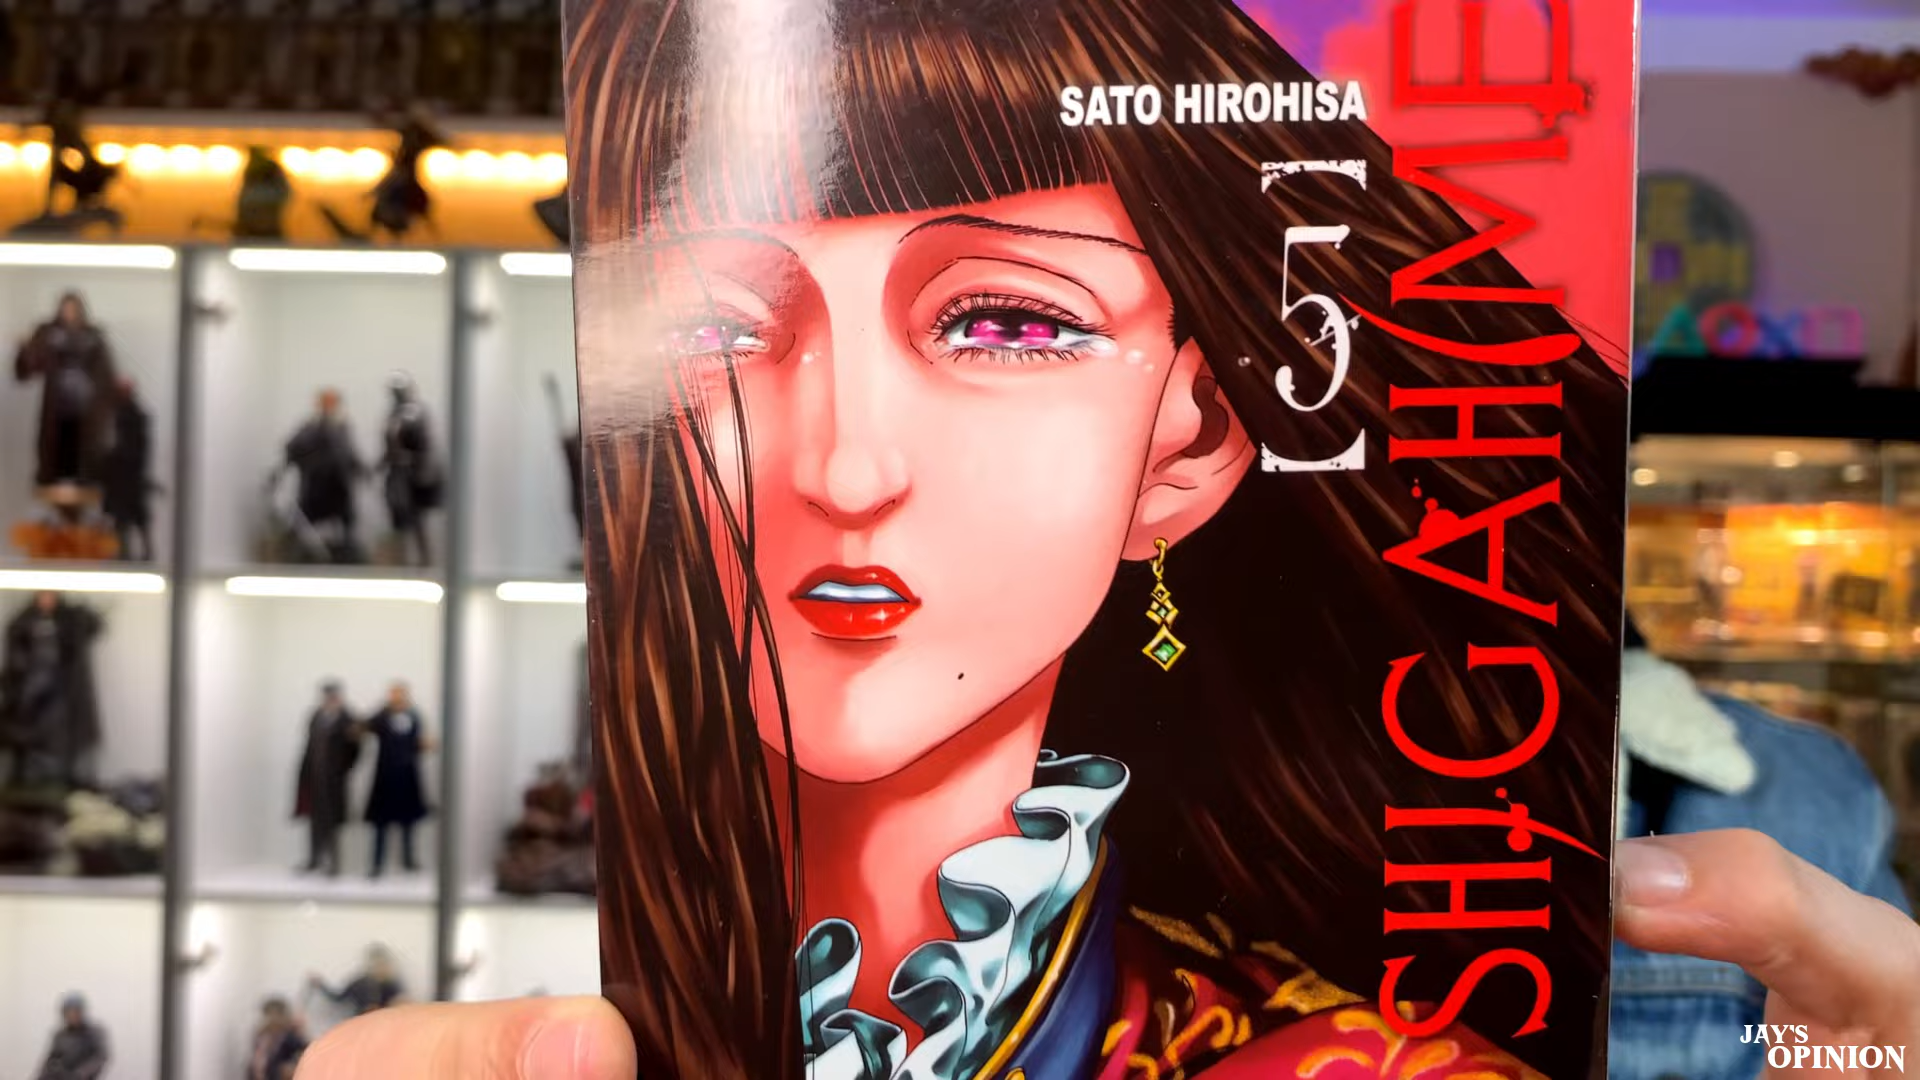 SATO HIROHISA
[5]
SHIGAHIME
JAY'S
OPINION